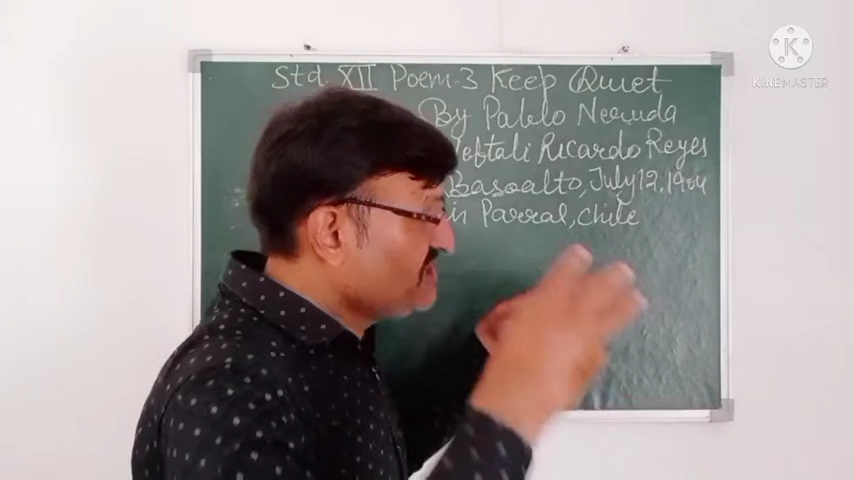 Std XII Poem-3 Keep Quiet
By Pablo Neruda
eftali Ricardo Reyes
Basoalto, July 12, 1904
in Parral, Chile
K
KINEMASTER